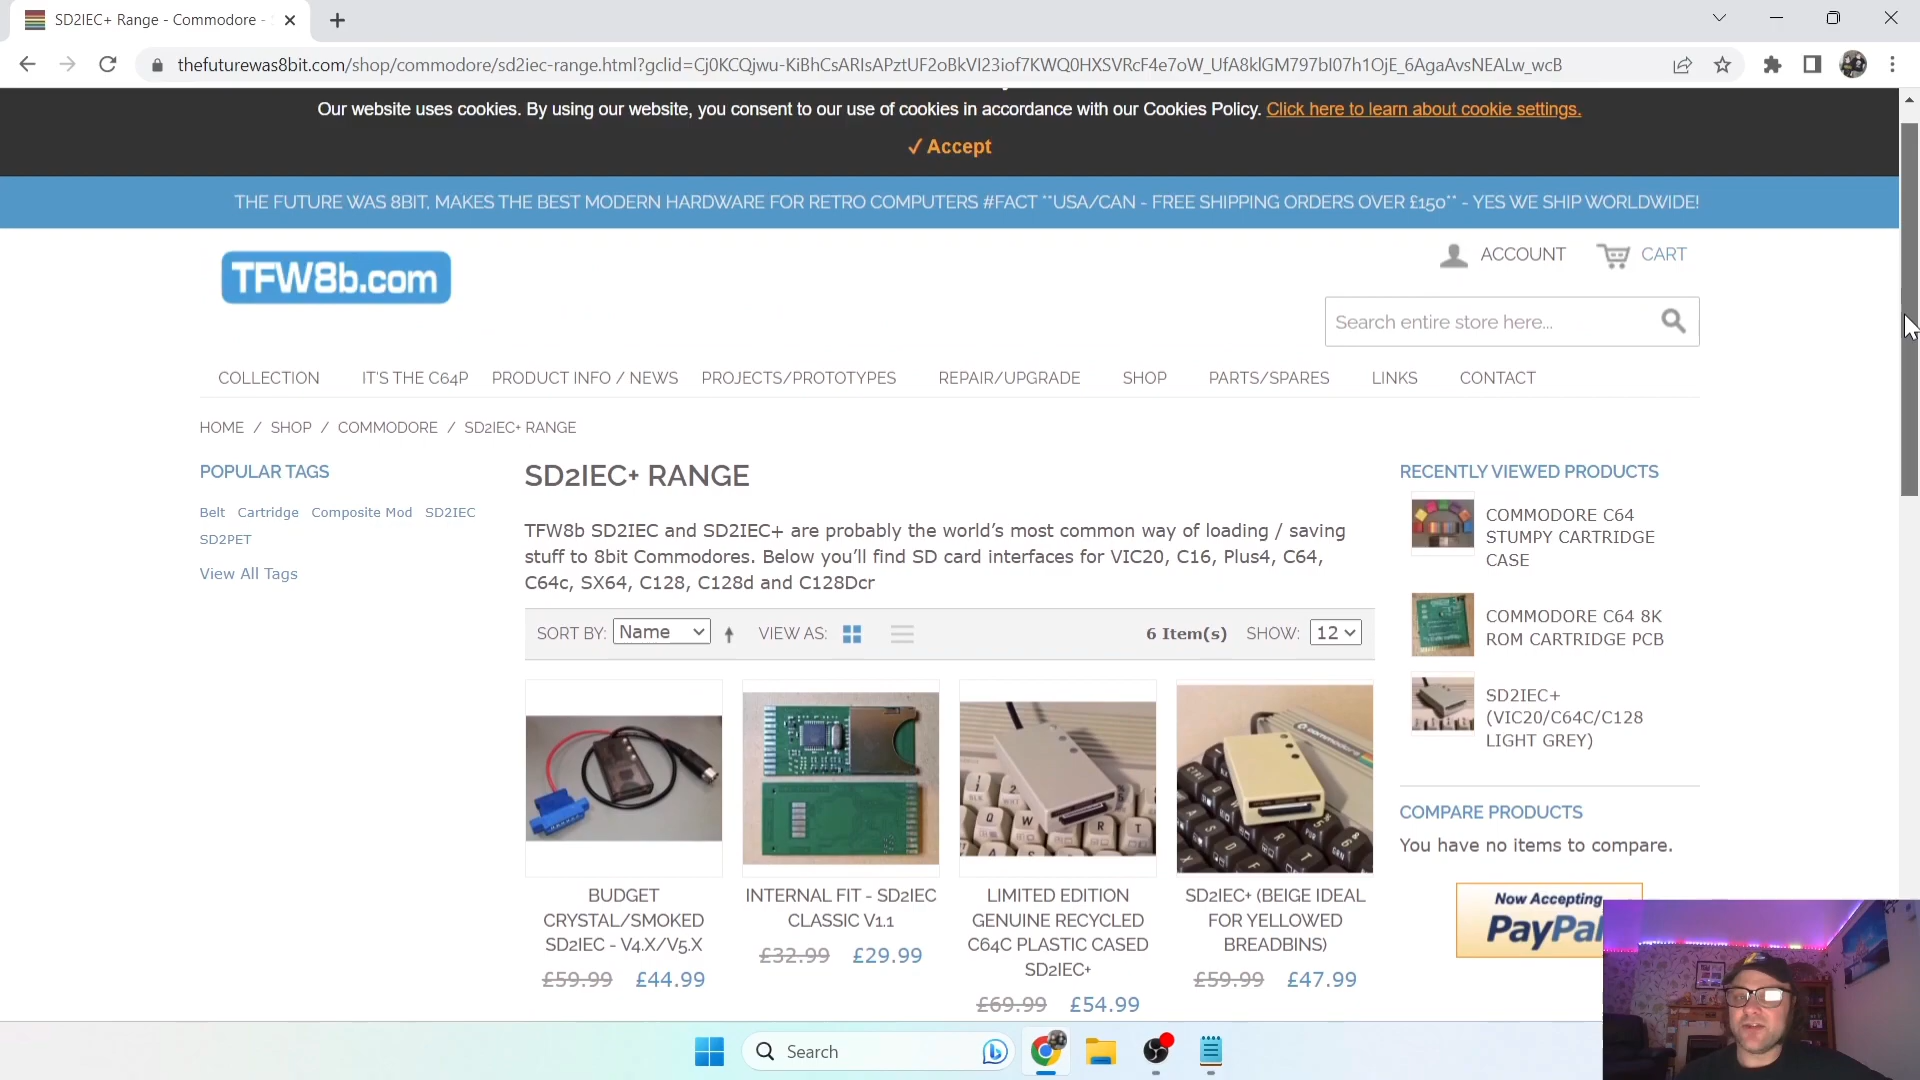 SD2IEC+ Range - Commodore -
thefuturewas8bit.com/shop/commodore/sd2iec-range.html?gclid=Cj0KCQjwu-KiBhCsARIsAPztUF2oBkVI23iof7KWQ0HXSVRcF4e7oW_UfA8klGM797bl07h1OjE_6AgaAvsNEALw_wcB
Our website uses cookies. By using our website, you consent to our use of cookies in accordance with our Cookies Policy. Click here to learn about cookie settings.
✓ Accept
THE FUTURE WAS 8BIT, MAKES THE BEST MODERN HARDWARE FOR RETRO COMPUTERS #FACT **USA/CAN - FREE SHIPPING ORDERS OVER £150** - YES WE SHIP WORLDWIDE!
TFW8b.com
ACCOUNT CART
Search entire store here...
COLLECTION IT'S THE C64P PRODUCT INFO / NEWS PROJECTS/PROTOTYPES REPAIR/UPGRADE SHOP PARTS/SPARES LINKS CONTACT
HOME / SHOP / COMMODORE / SD2IEC+ RANGE
POPULAR TAGS
Belt Cartridge Composite Mod SD2IEC
SD2PET
View All Tags
SD2IEC+ RANGE
TFW8b SD2IEC and SD2IEC+ are probably the world's most common way of loading / saving
stuff to 8bit Commodores. Below you'll find SD card interfaces for VIC20, C16, Plus4, C64,
C64c, SX64, C128, C128d and C128Dcr
SORT BY: Name VIEW AS: 6 Item(s) SHOW: 12
BUDGET
CRYSTAL/SMOKED
SD2IEC - V4.X/V5.X
£59.99 £44.99
INTERNAL FIT - SD2IEC
CLASSIC V1.1
£32.99 £29.99
LIMITED EDITION
GENUINE RECYCLED
C64C PLASTIC CASED
SD2IEC+
£69.99 £54.99
SD2IEC+ (BEIGE IDEAL
FOR YELLOWED
BREADBINS)
£59.99 £47.99
RECENTLY VIEWED PRODUCTS
COMMODORE C64
STUMPY CARTRIDGE
CASE
COMMODORE C64 8K
ROM CARTRIDGE PCB
SD2IEC+
(VIC20/C64C/C128
LIGHT GREY)
COMPARE PRODUCTS
You have no items to compare.
Now Accepting
PayPal
Search